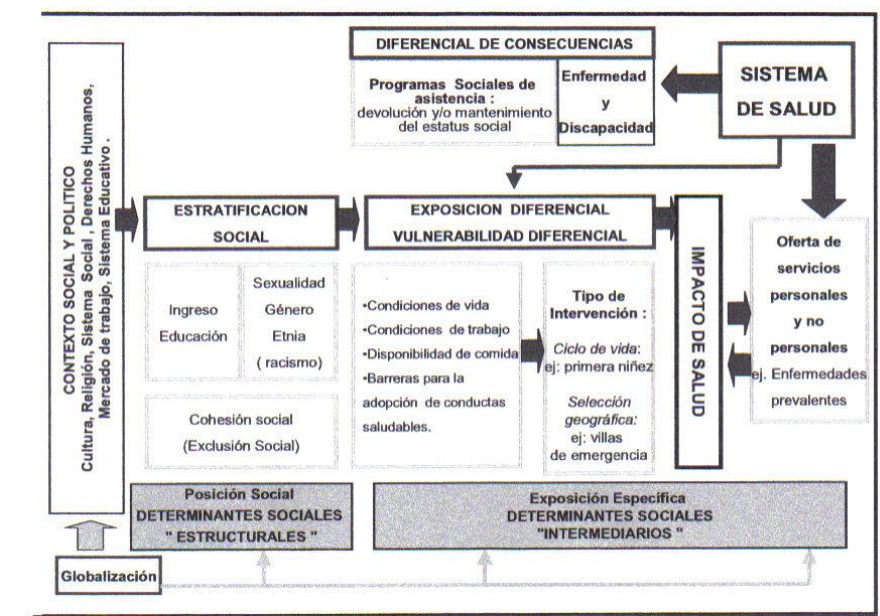 DIFERENCIAL DE CONSECUENCIAS
Programas Sociales de
asistencia :
devolución y/o mantenimiento
del estatus social
Enfermedad
y
Discapacidad
SISTEMA
DE SALUD
CONTEXTO SOCIAL Y POLITICO
Cultura, Religión, Sistema Social , Derechos Humanos,
Mercado de trabajo, Sistema Educativo .
ESTRATIFICACION
SOCIAL
EXPOSICION DIFERENCIAL
VULNERABILIDAD DIFERENCIAL
Ingreso
Educación
Sexualidad
Género
Etnia
( racismo)
Cohesión social
(Exclusión Social)
•Condiciones de vida
•Condiciones de trabajo
•Disponibilidad de comida
•Barreras para la
adopción de conductas
saludables.
Tipo de
Intervención :
Ciclo de vida:
ej: primera niñez
Selección
geográfica:
ej: villas
de emergencia
IMPACTO DE SALUD
Oferta de
servicios
personales
y no
personales
ej. Enfermedades
prevalentes
Posición Social
DETERMINANTES SOCIALES
" ESTRUCTURALES "
Exposición Específica
DETERMINANTES SOCIALES
"INTERMEDIARIOS "
Globalización